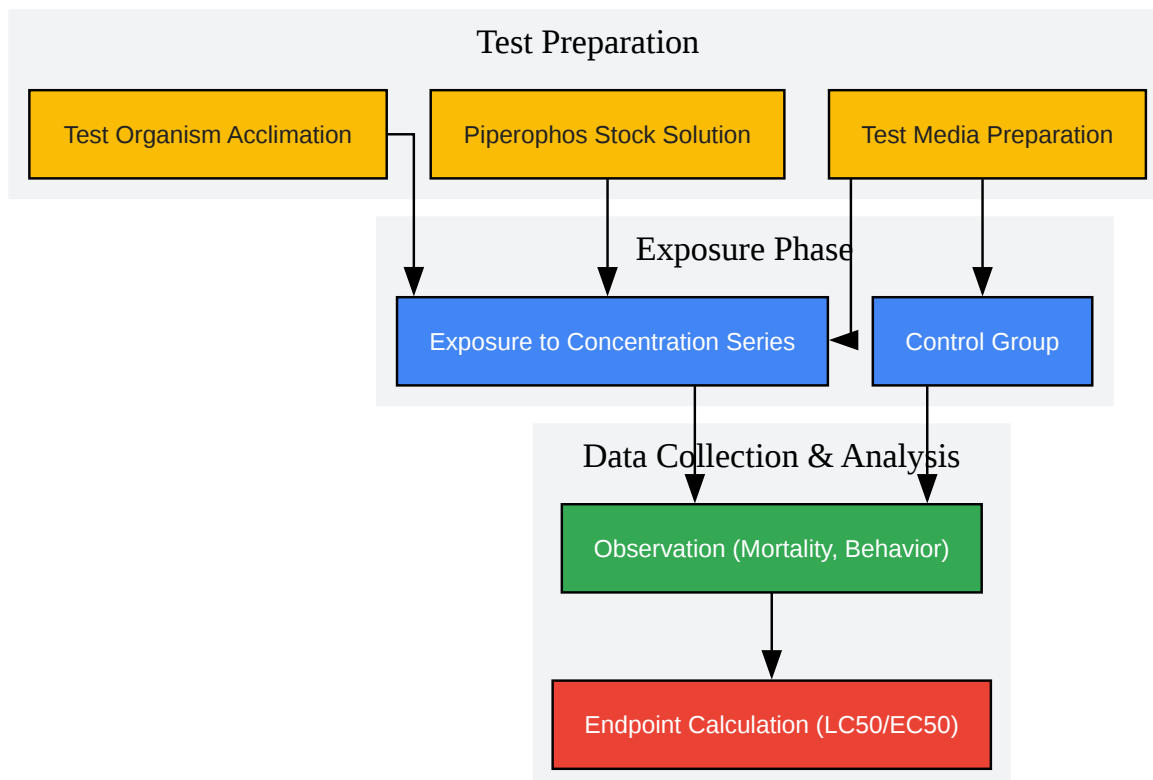 Test Preparation
Test Organism Acclimation
Piperophos Stock Solution
Test Media Preparation
Exposure Phase
Exposure to Concentration Series
Control Group
Data Collection & Analysis
Observation (Mortality, Behavior)
Endpoint Calculation (LC50/EC50)